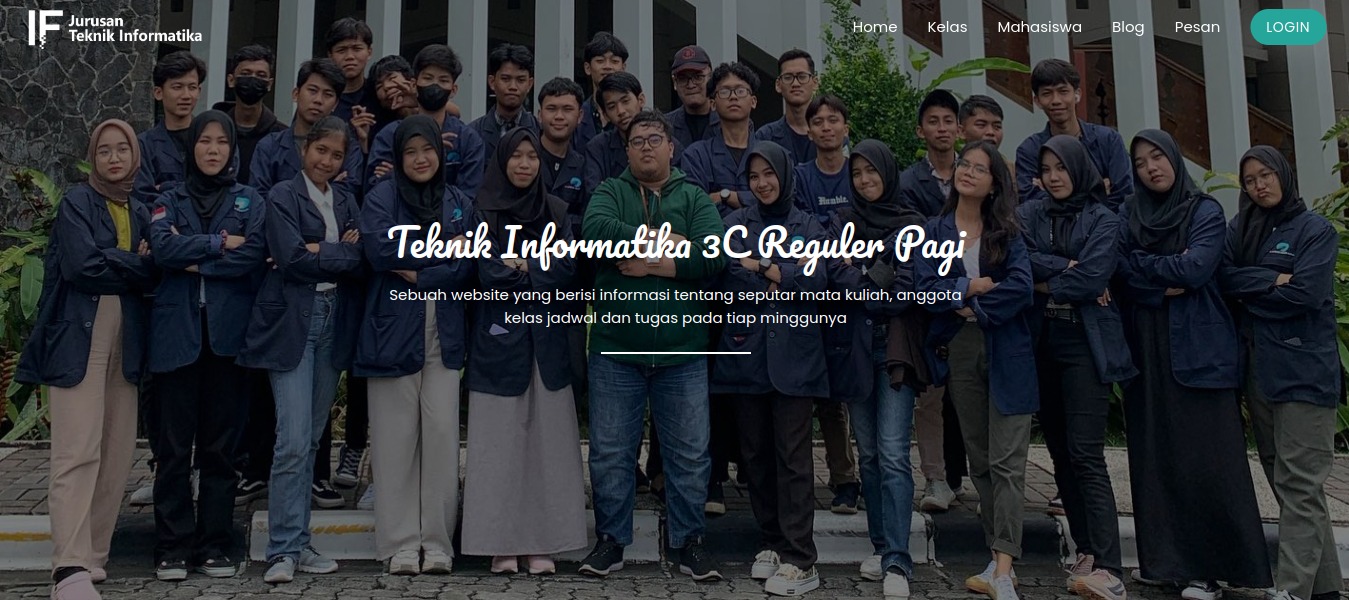 IF Jurusan
Teknik Informatika
Home Kelas Mahasiswa Blog Pesan LOGIN
Teknik Informatika 3C Reguler Pagi
Sebuah website yang berisi informasi tentang seputar mata kuliah, anggota
kelas jadwal dan tugas pada tiap minggunya